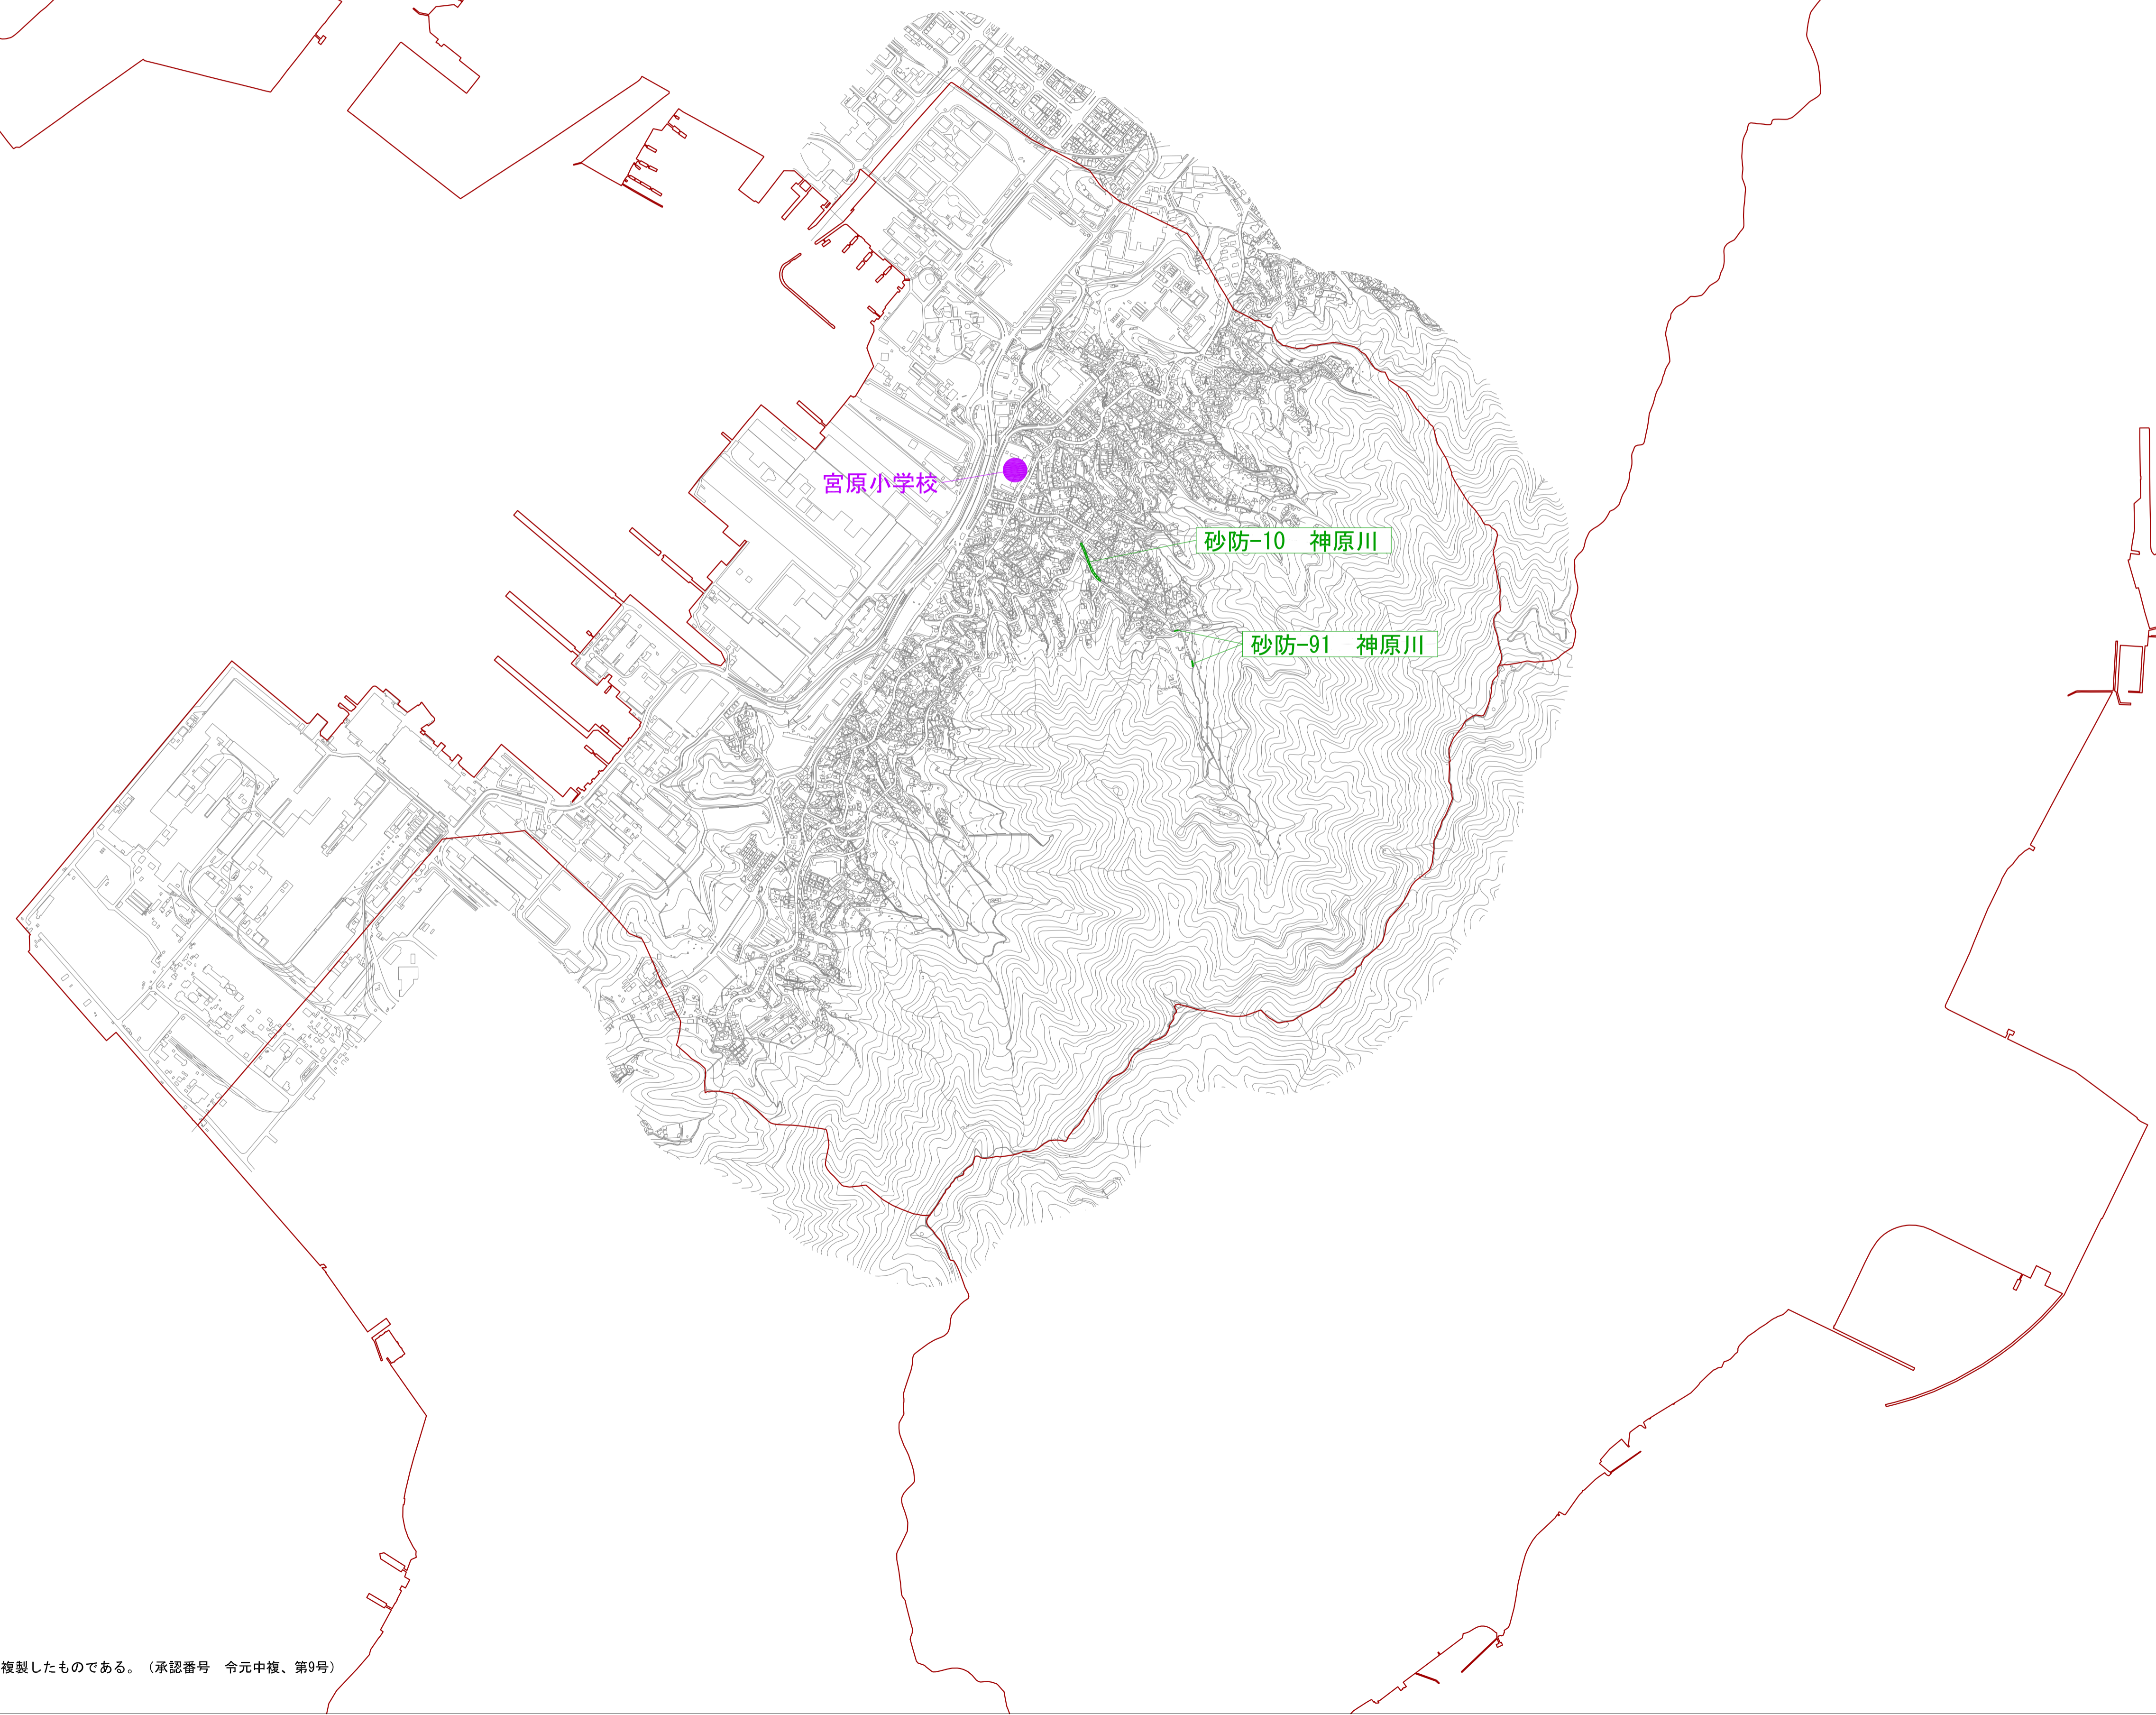 宮原小学校
砂防-10　神原川
砂防-91　神原川
複製したものである。（承認番号　令元中複、第9号）